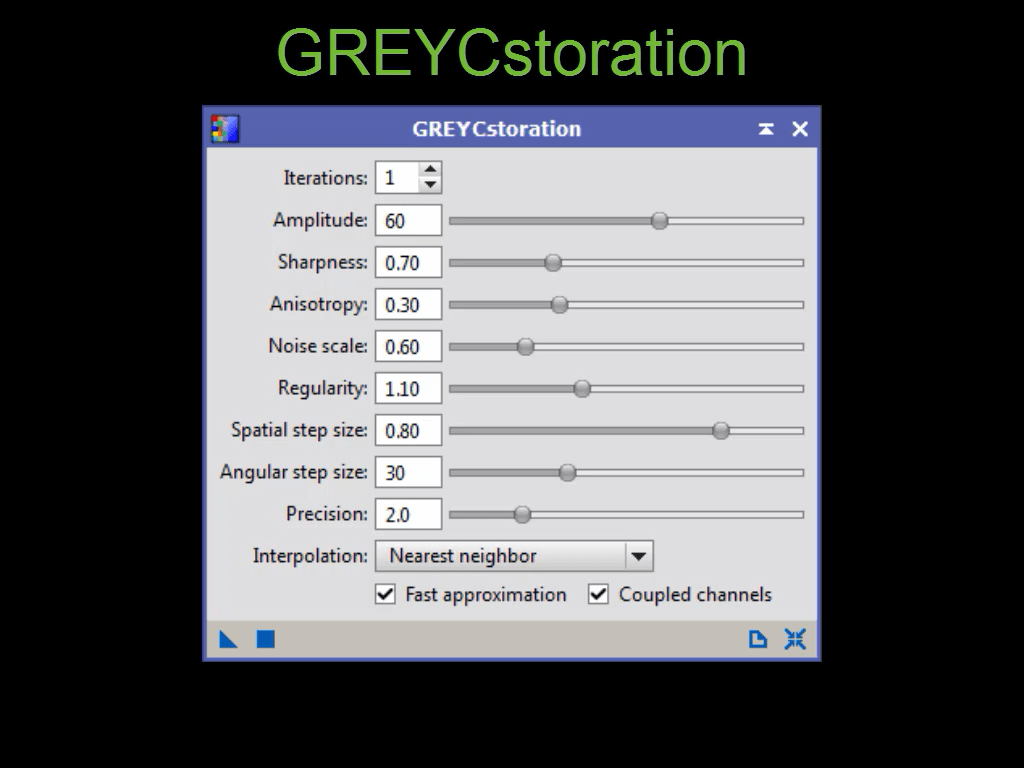 GREYCstoration
GREYCstoration
Iterations: 1
Amplitude: 60
Sharpness: 0.70
Anisotropy: 0.30
Noise scale: 0.60
Regularity: 1.10
Spatial step size: 0.80
Angular step size: 30
Precision: 2.0
Interpolation: Nearest neighbor
Fast approximation Coupled channels